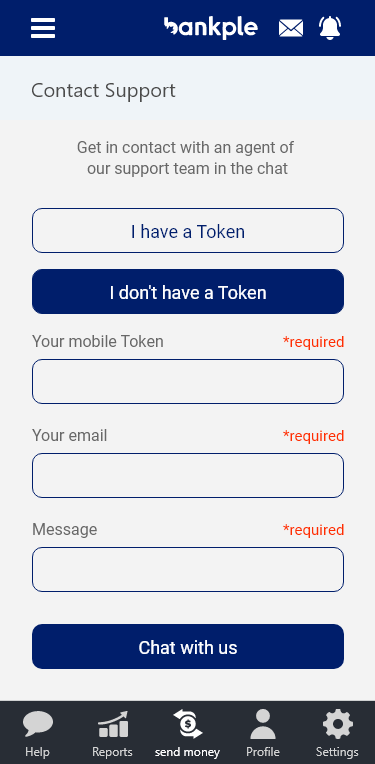 bankple
Contact Support
Get in contact with an agent of
our support team in the chat
I have a Token
I don't have a Token
Your mobile Token *required
Your email *required
Message *required
Chat with us
Help Reports send money Profile Settings